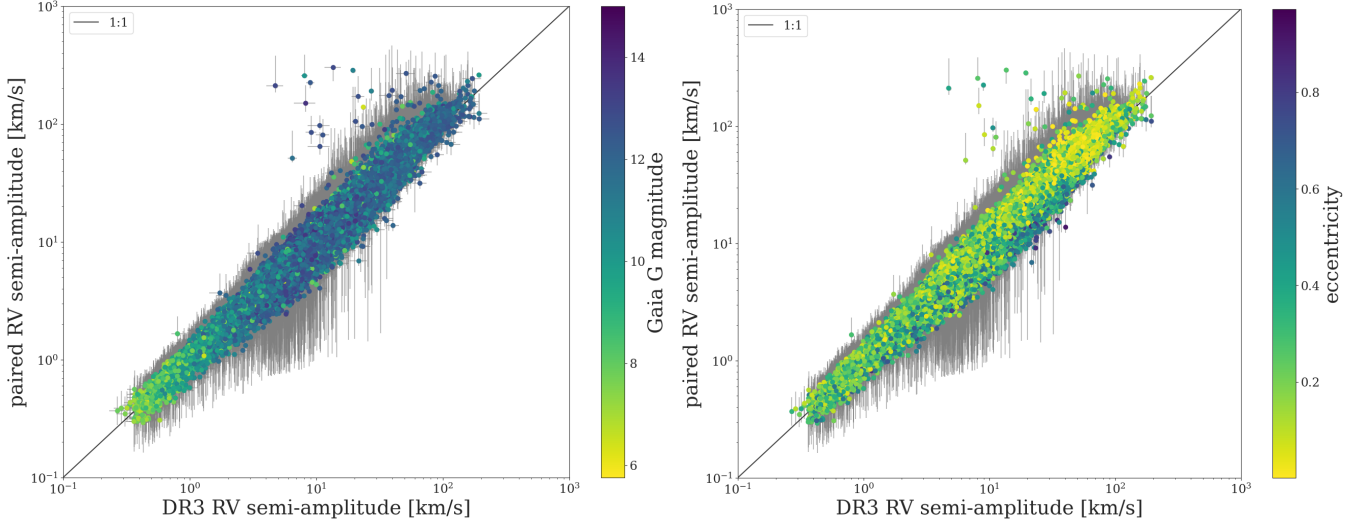 1:1
10³
10²
10¹
10⁰
10⁻¹
paired RV semi-amplitude [km/s]
10⁻¹ 10⁰ 10¹ 10² 10³
DR3 RV semi-amplitude [km/s]
14
12
10
8
6
Gaia G magnitude
1:1
10³
10²
10¹
10⁰
10⁻¹
paired RV semi-amplitude [km/s]
10⁻¹ 10⁰ 10¹ 10² 10³
DR3 RV semi-amplitude [km/s]
0.8
0.6
0.4
0.2
eccentricity